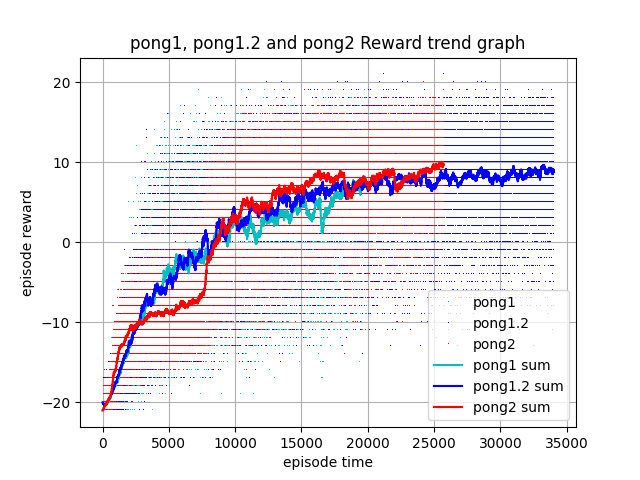 pong1, pong1.2 and pong2 Reward trend graph
20
10
0
−10
−20
episode reward
pong1
pong1.2
pong2
pong1 sum
pong1.2 sum
pong2 sum
0 5000 10000 15000 20000 25000 30000 35000
episode time